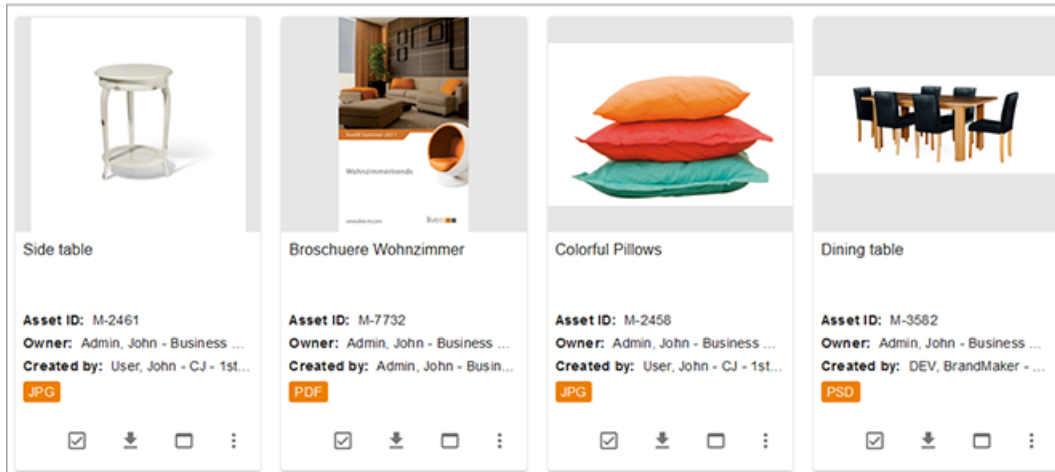 Side table
Asset ID: M-2461
Owner: Admin, John - Business ...
Created by: User, John - CJ - 1st...
JPG
Wohnzimmertrends
Broschuere Wohnzimmer
Asset ID: M-7732
Owner: Admin, John - Business ...
Created by: Admin, John - Busin...
PDF
Colorful Pillows
Asset ID: M-2458
Owner: Admin, John - Business ...
Created by: User, John - CJ - 1st...
JPG
Dining table
Asset ID: M-3582
Owner: Admin, John - Business ...
Created by: DEV, BrandMaker - ...
PSD